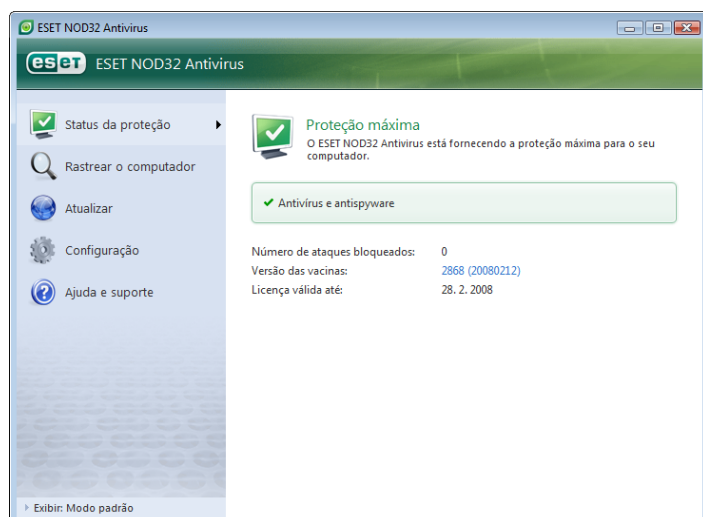 ESET NOD32 Antivirus
eset ESET NOD32 Antivirus
Status da proteção
Rastrear o computador
Atualizar
Configuração
Ajuda e suporte
Exibir: Modo padrão
Proteção máxima
O ESET NOD32 Antivirus está fornecendo a proteção máxima para o seu
computador.
Antivírus e antispyware
Número de ataques bloqueados: 0
Versão das vacinas: 2868 (20080212)
Licença válida até: 28. 2. 2008